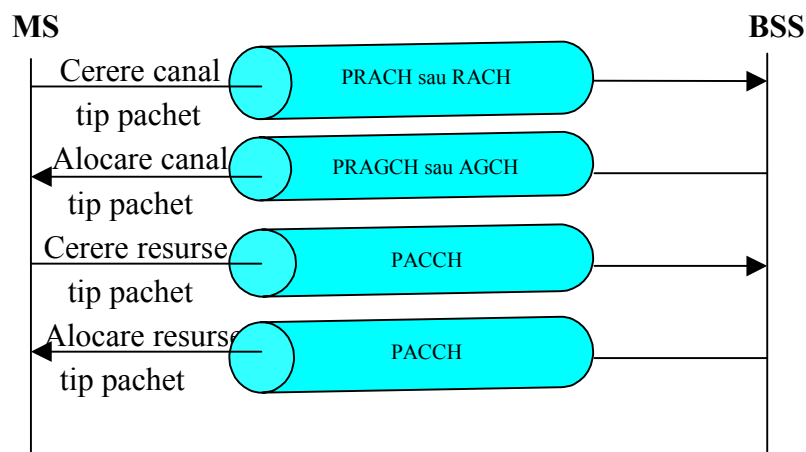 MS
BSS
Cerere canal
PRACH sau RACH
tip pachet
Alocare canal
PRAGCH sau AGCH
tip pachet
Cerere resurse
PACCH
tip pachet
Alocare resurse
PACCH
tip pachet